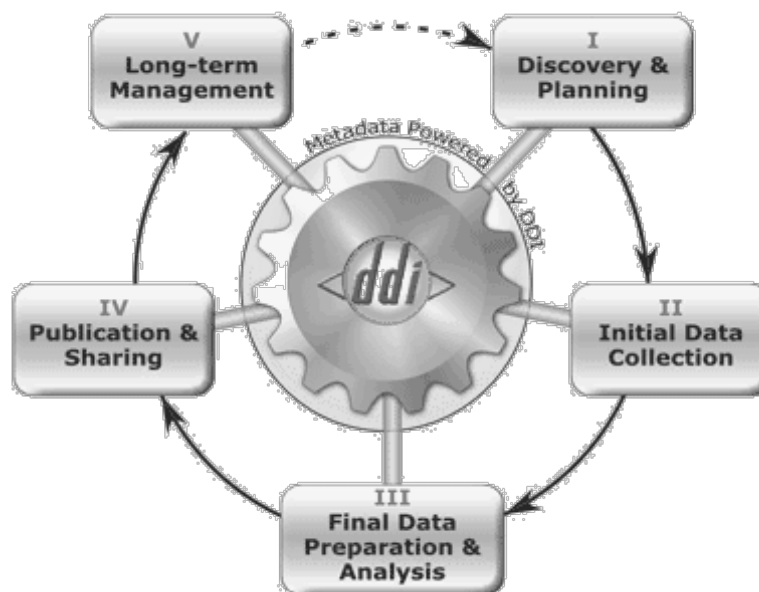 V
Long-term
Management
I
Discovery &
Planning
Metadata Powered by DDI
ddi
IV
Publication &
Sharing
II
Initial Data
Collection
III
Final Data
Preparation &
Analysis